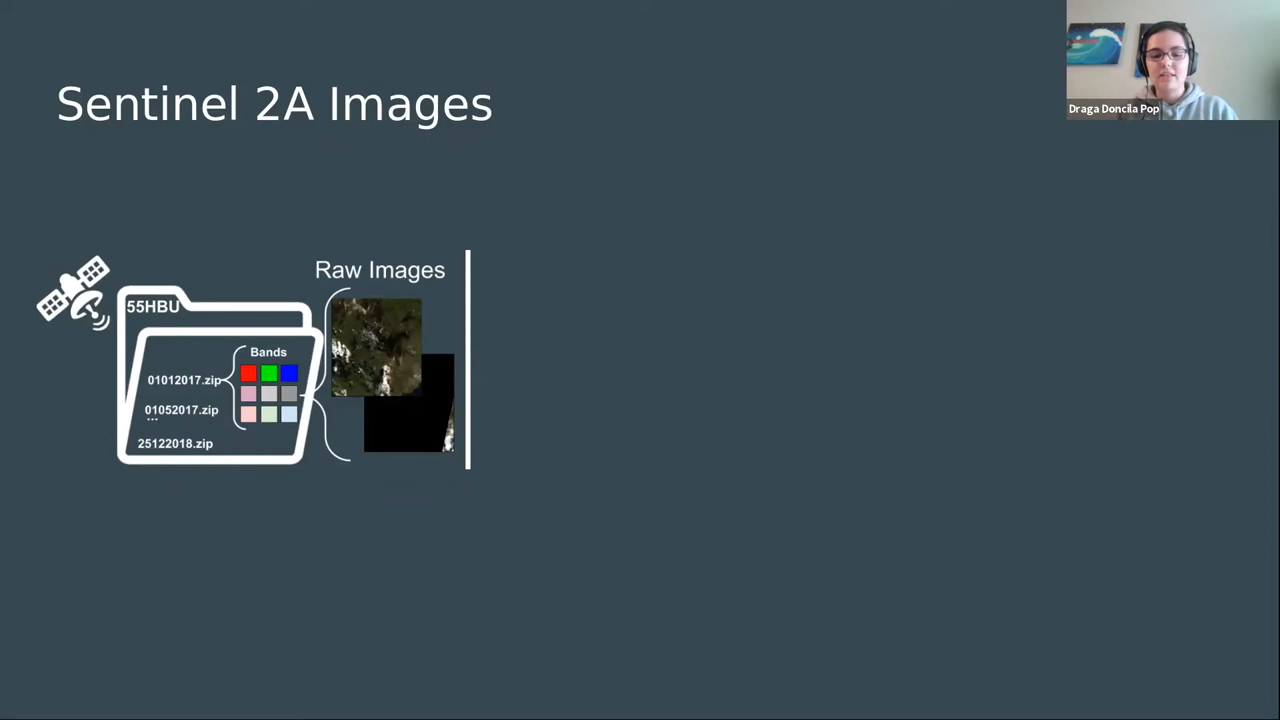 Sentinel 2A Images
Draga Doncila Pop
Raw Images
55HBU
Bands
01012017.zip
01052017.zip
...
25122018.zip